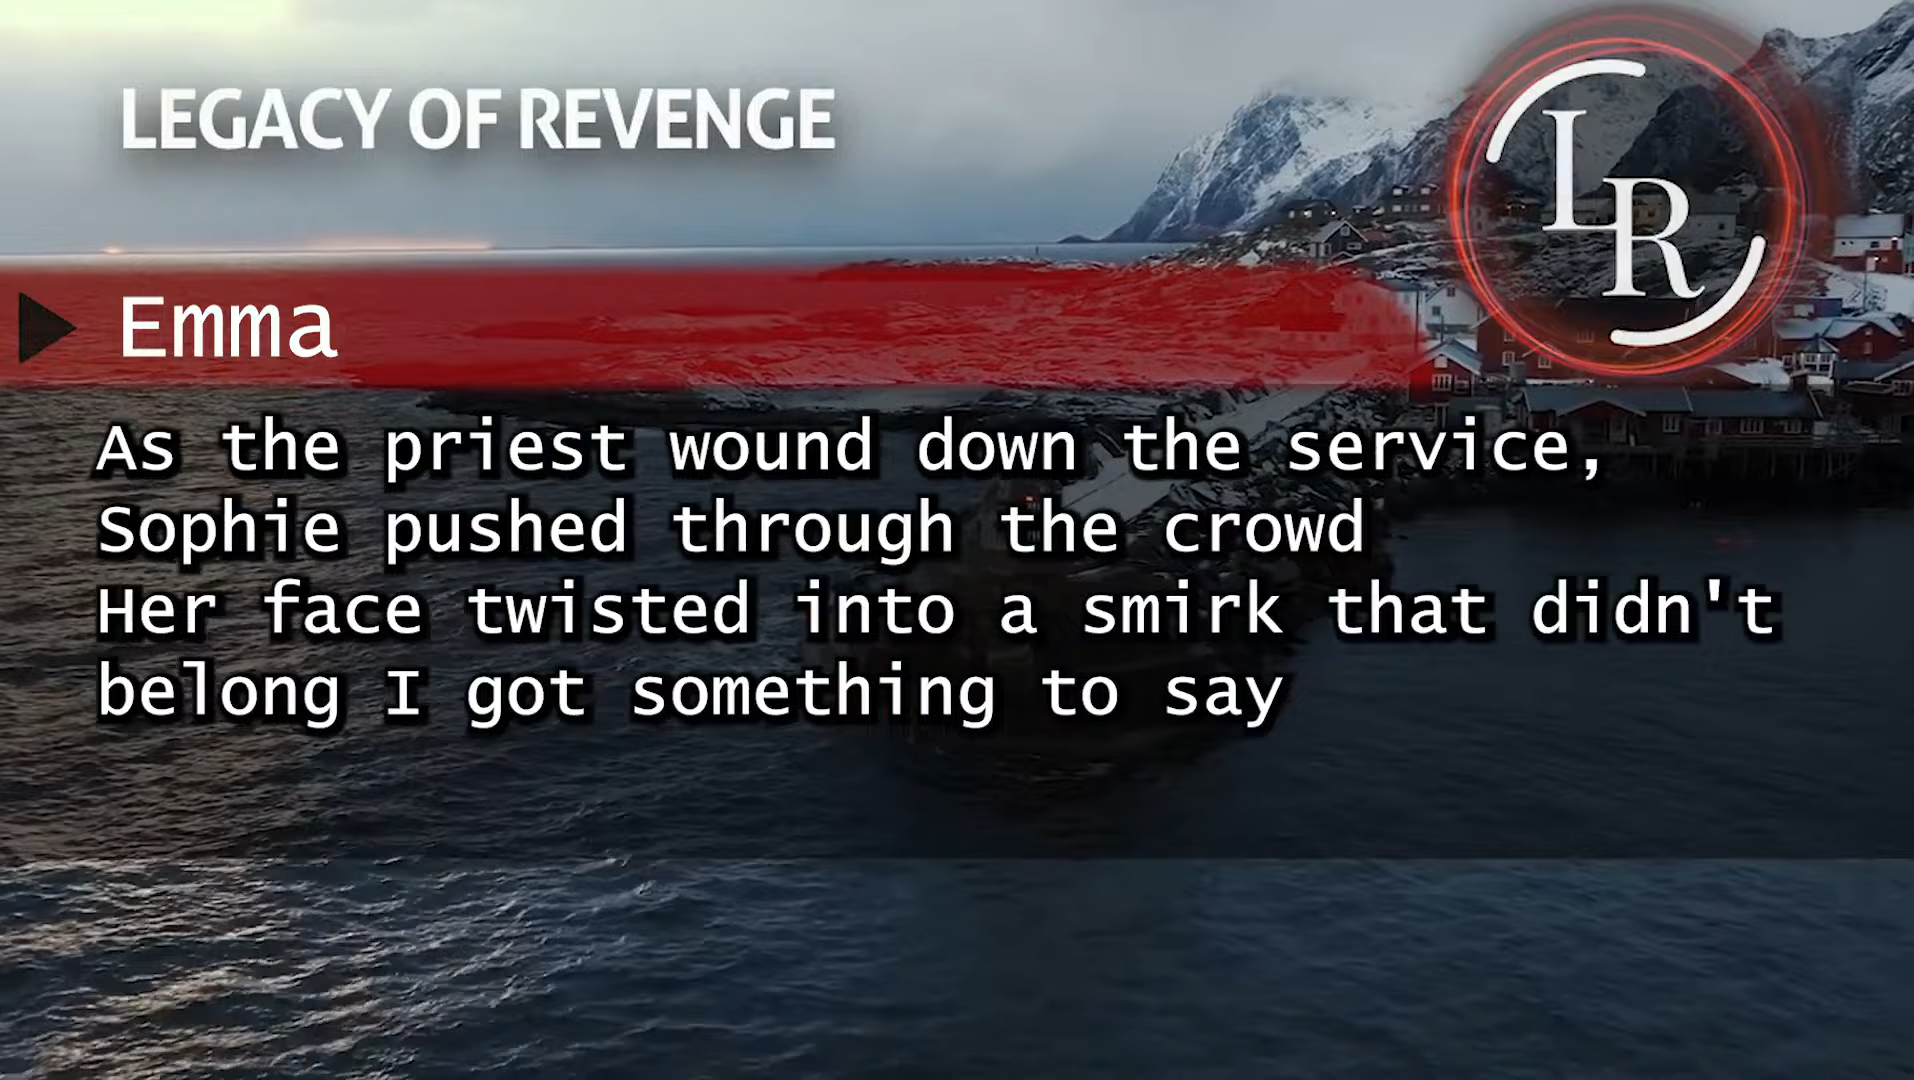 LEGACY OF REVENGE
LR
Emma
As the priest wound down the service,
Sophie pushed through the crowd
Her face twisted into a smirk that didn't
belong I got something to say